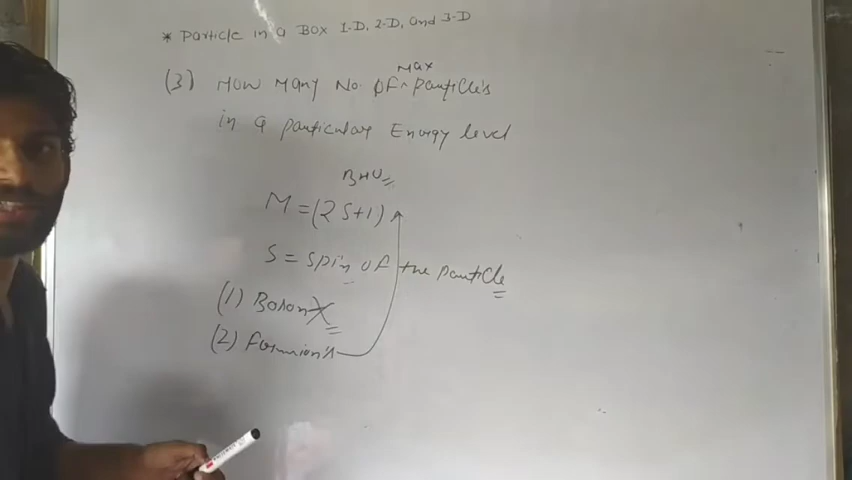 * Particle in a Box 1-D, 2-D, and 3-D
(3) How Many No. of ^ Max Particle's
in a particular Energy level
BHU
M = (2S+1)
S = Spin of the particle
(1) Boson X
(2) Fermion's